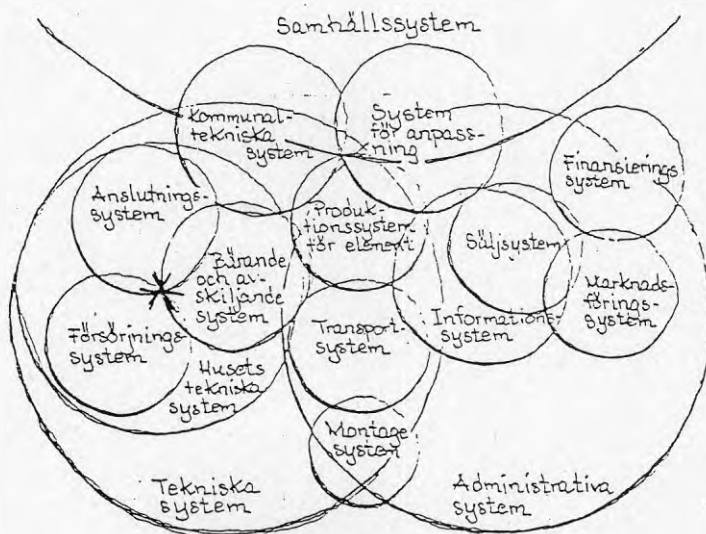 Samhällssystem
Kommunal-
tekniska
system
System
för anpass-
ning
Finansierings
system
Anslutnings-
system
Produk-
tionssystem
för element
Säljsystem
Bärande
och av-
skiljande
system
Marknads-
förings-
system
Försörjnings-
system
Transport-
system
Informations-
system
Husets
tekniska
system
Montage
system
Tekniska
system
Administrativa
system